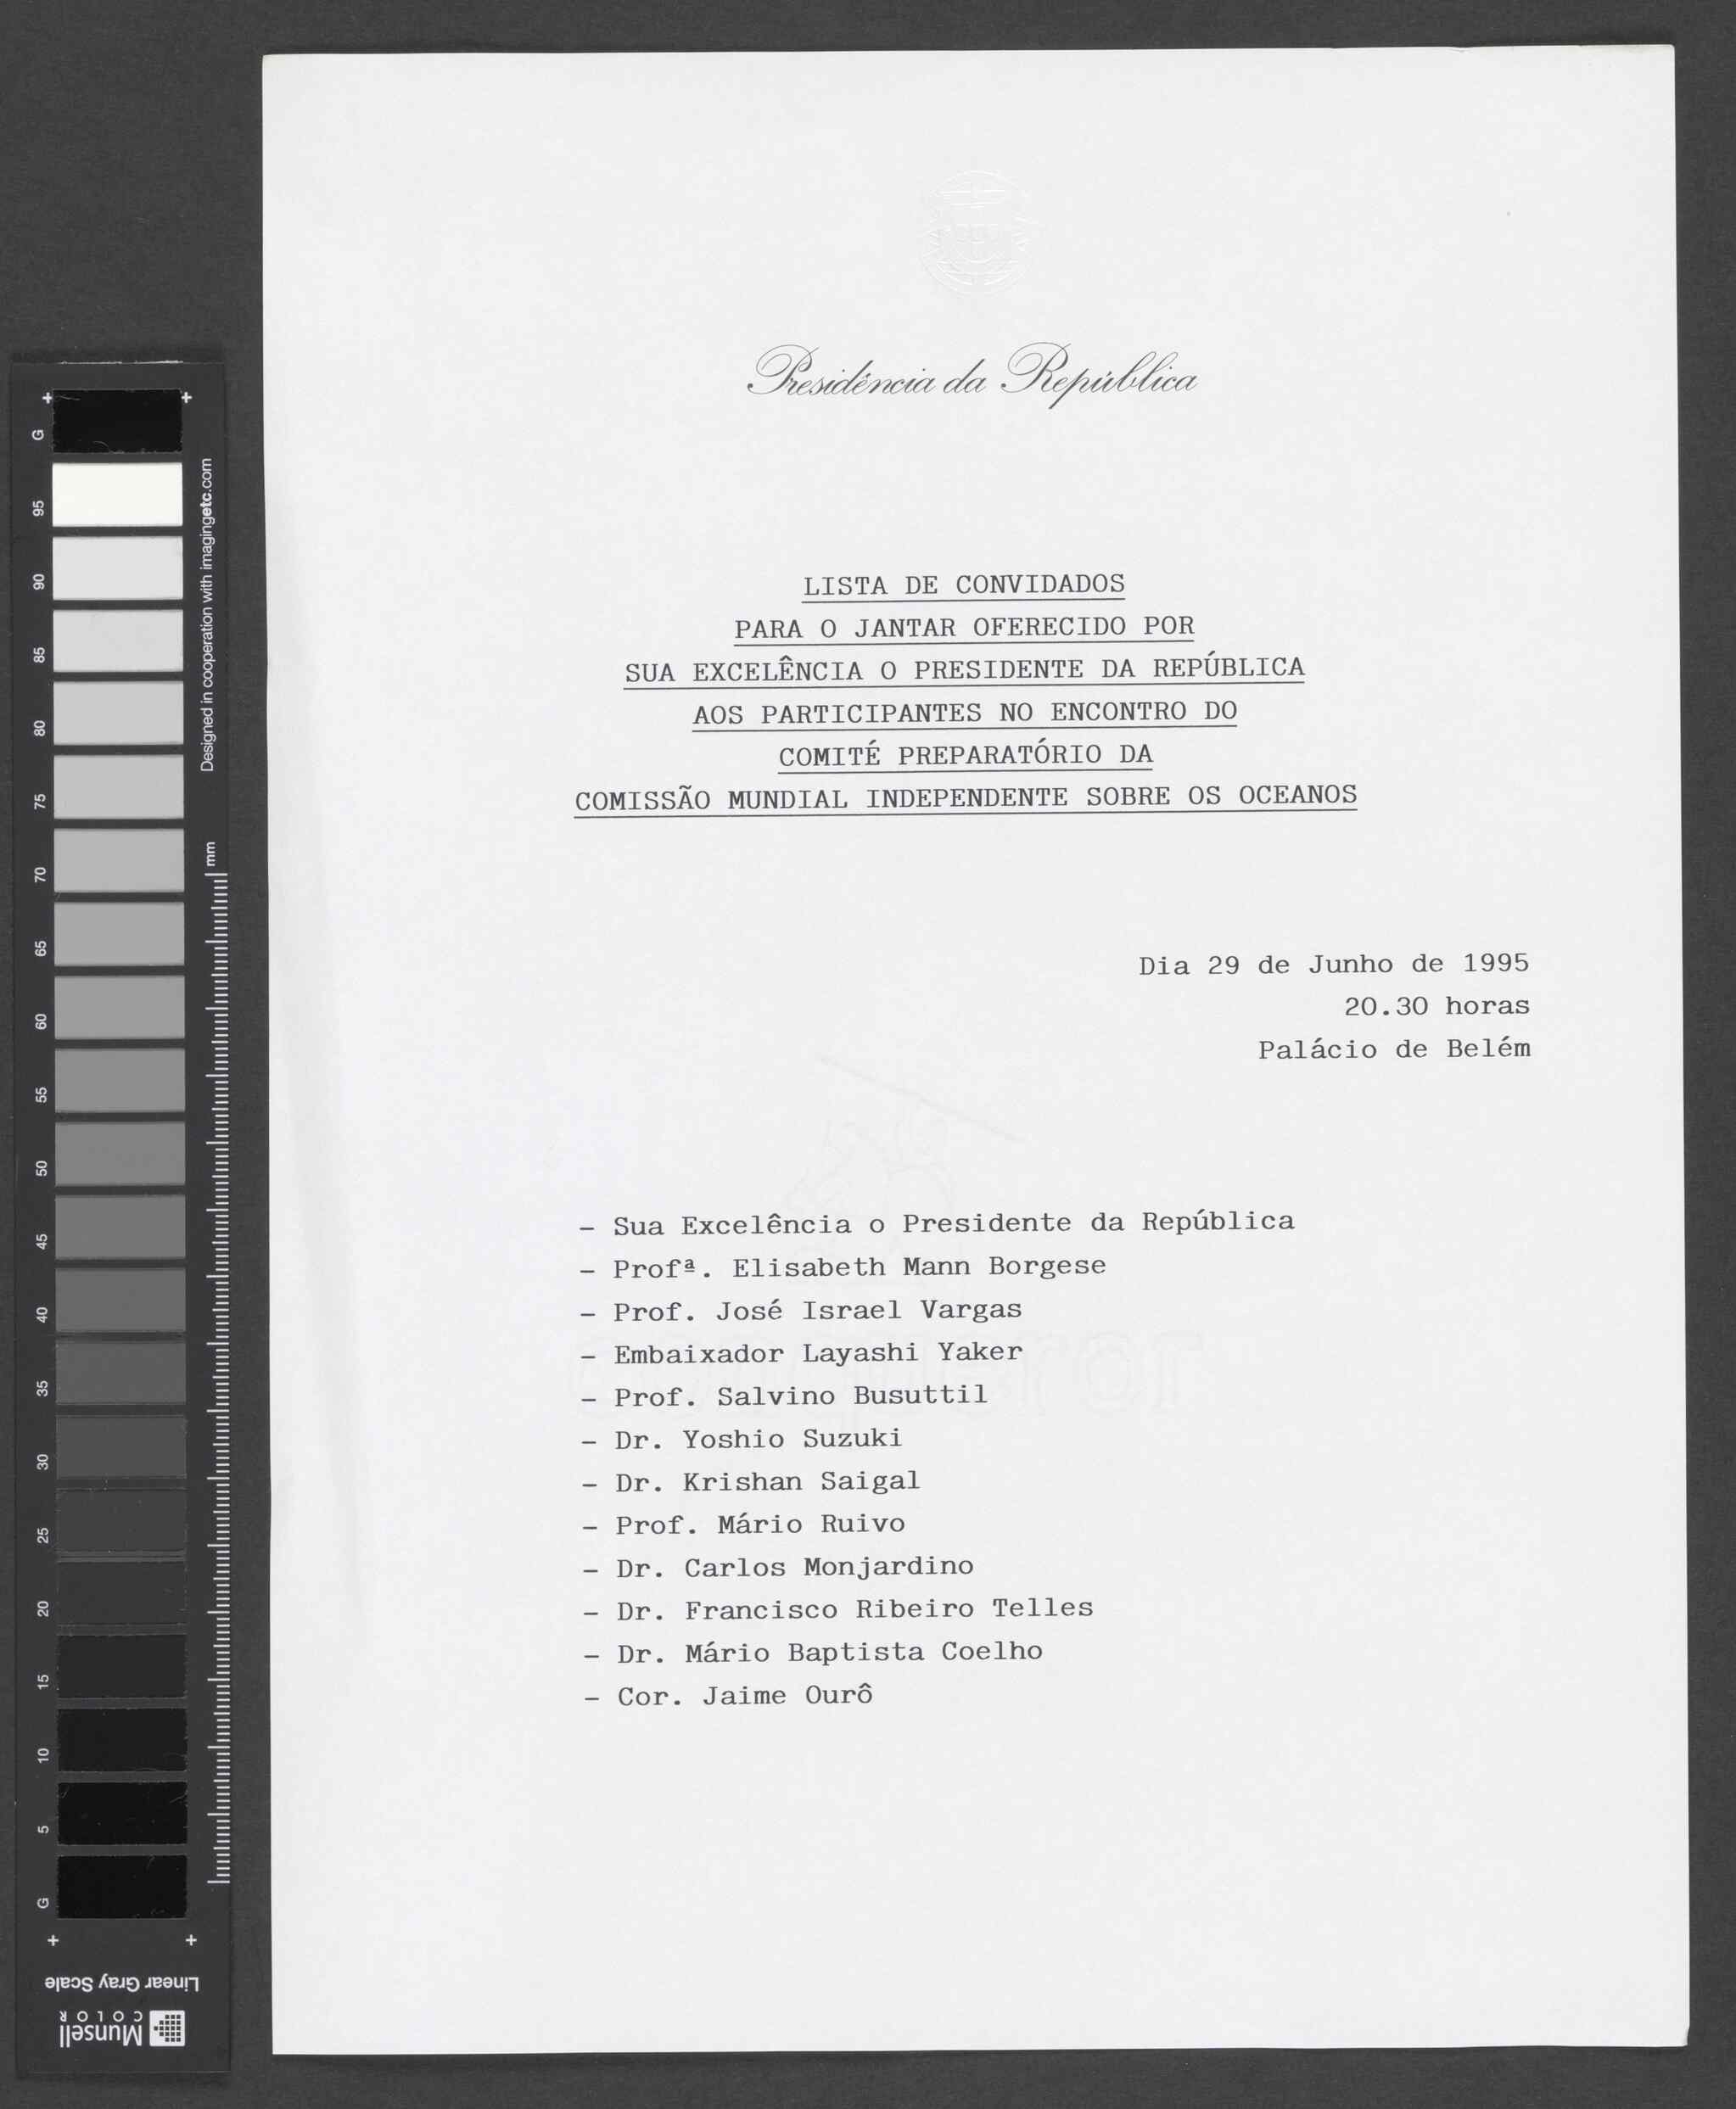 Presidência da República
LISTA DE CONVIDADOS
PARA O JANTAR OFERECIDO POR
SUA EXCELÊNCIA O PRESIDENTE DA REPÚBLICA
AOS PARTICIPANTES NO ENCONTRO DO
COMITÉ PREPARATÓRIO DA
COMISSÃO MUNDIAL INDEPENDENTE SOBRE OS OCEANOS
Dia 29 de Junho de 1995
20.30 horas
Palácio de Belém
- Sua Excelência o Presidente da República
- Profª. Elisabeth Mann Borgese
- Prof. José Israel Vargas
- Embaixador Layashi Yaker
- Prof. Salvino Busuttil
- Dr. Yoshio Suzuki
- Dr. Krishan Saigal
- Prof. Mário Ruivo
- Dr. Carlos Monjardino
- Dr. Francisco Ribeiro Telles
- Dr. Mário Baptista Coelho
- Cor. Jaime Ourô
G
95
90
85
80
75
70
65
60
55
50
45
40
35
30
25
20
15
10
5
G
Designed in cooperation with imagingetc.com
mm
Linear Gray Scale
Munsell
COLOR